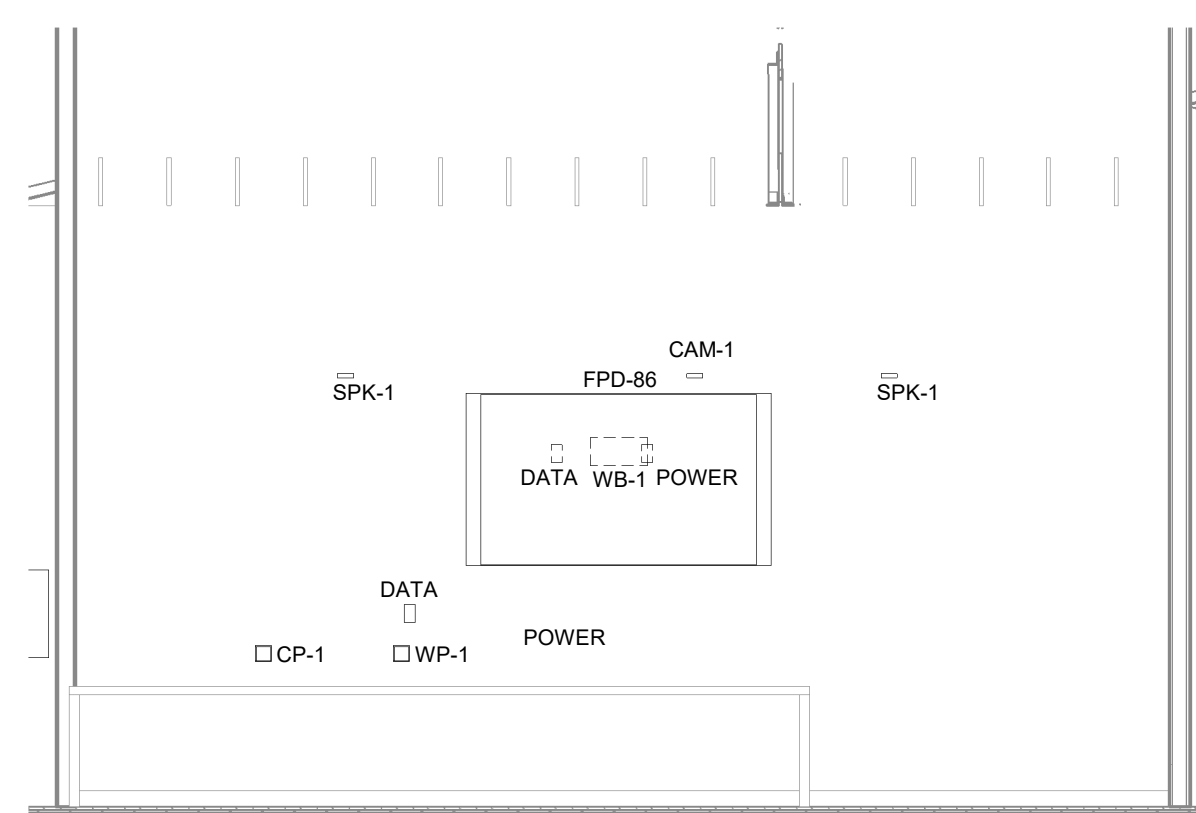 CAM-1
FPD-86
SPK-1
SPK-1
DATA
WB-1
POWER
DATA
POWER
CP-1
WP-1